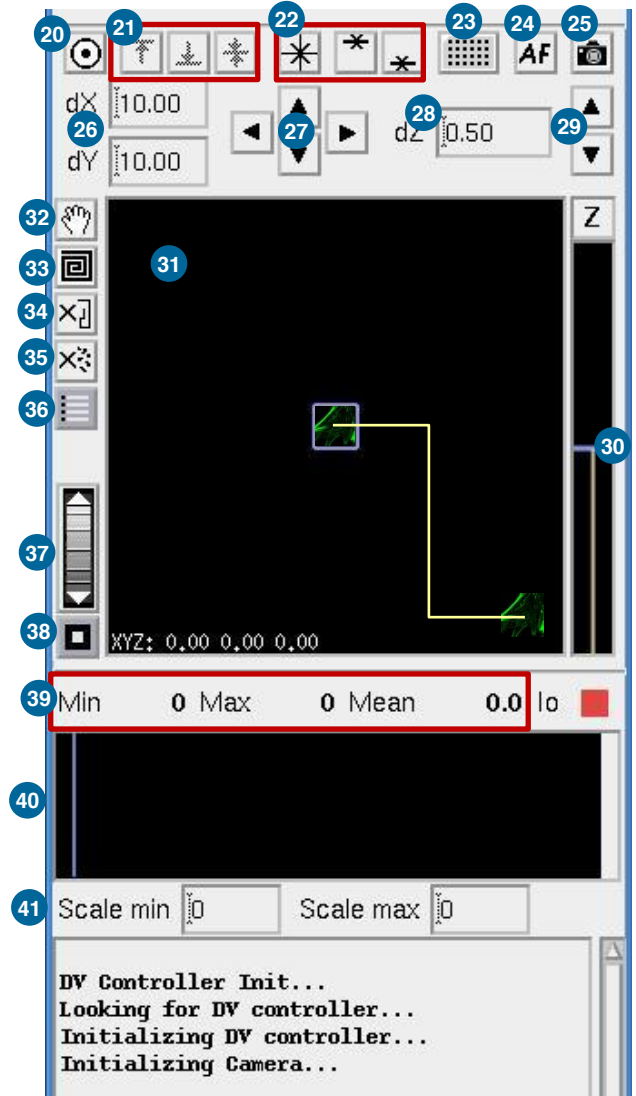 20 21 22 23 24 25
AF
dX 10.00
26 27 28 29
dZ 0.50
dY 10.00
32 31 Z
33
34
35
36
30
37
38
XYZ: 0.00 0.00 0.00
39 Min 0 Max 0 Mean 0.0 Io
40
41 Scale min 0 Scale max 0
DV Controller Init...
Looking for DV controller...
Initializing DV controller...
Initializing Camera...